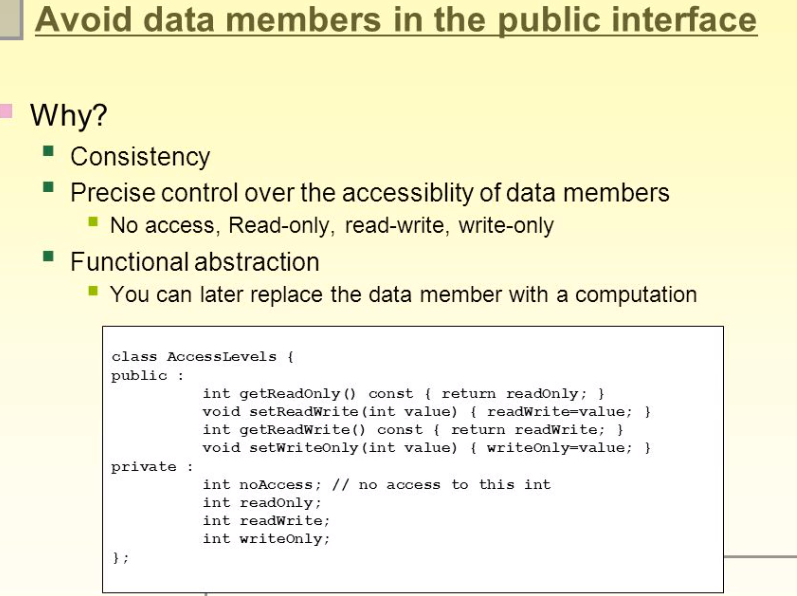 Avoid data members in the public interface
Why?
Consistency
Precise control over the accessiblity of data members
No access, Read-only, read-write, write-only
Functional abstraction
You can later replace the data member with a computation
class AccessLevels {
public :
int getReadOnly() const { return readOnly; }
void setReadWrite(int value) { readWrite=value; }
int getReadWrite() const { return readWrite; }
void setWriteOnly(int value) { writeOnly=value; }
private :
int noAccess; // no access to this int
int readOnly;
int readWrite;
int writeOnly;
};